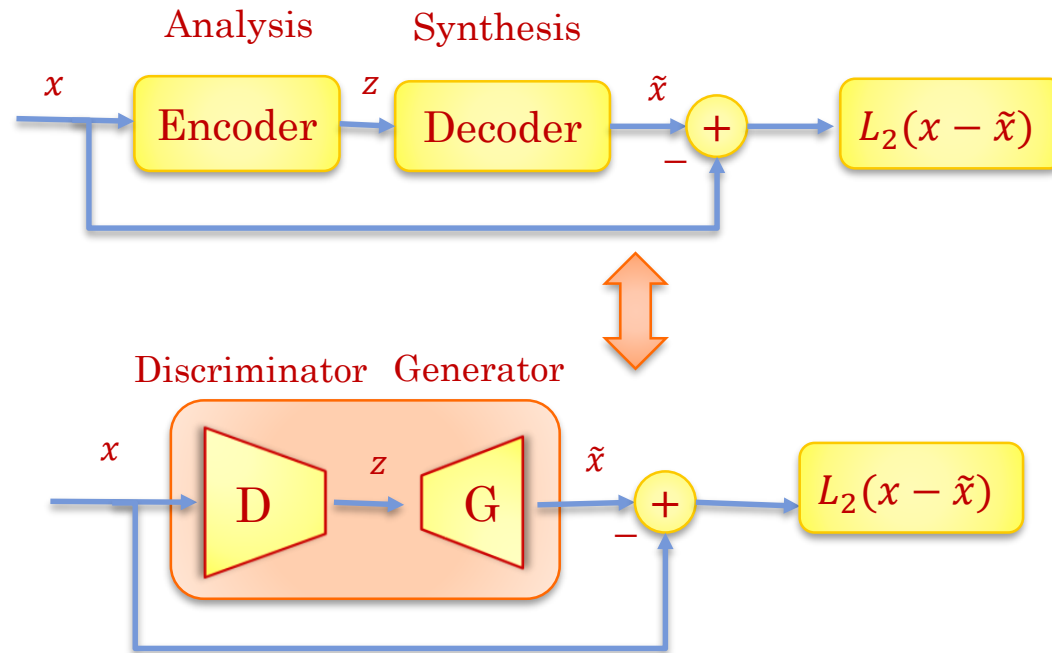 Analysis Synthesis
x Encoder z Decoder x̃ + − L₂(x − x̃)
Discriminator Generator
x D z G x̃ + − L₂(x − x̃)